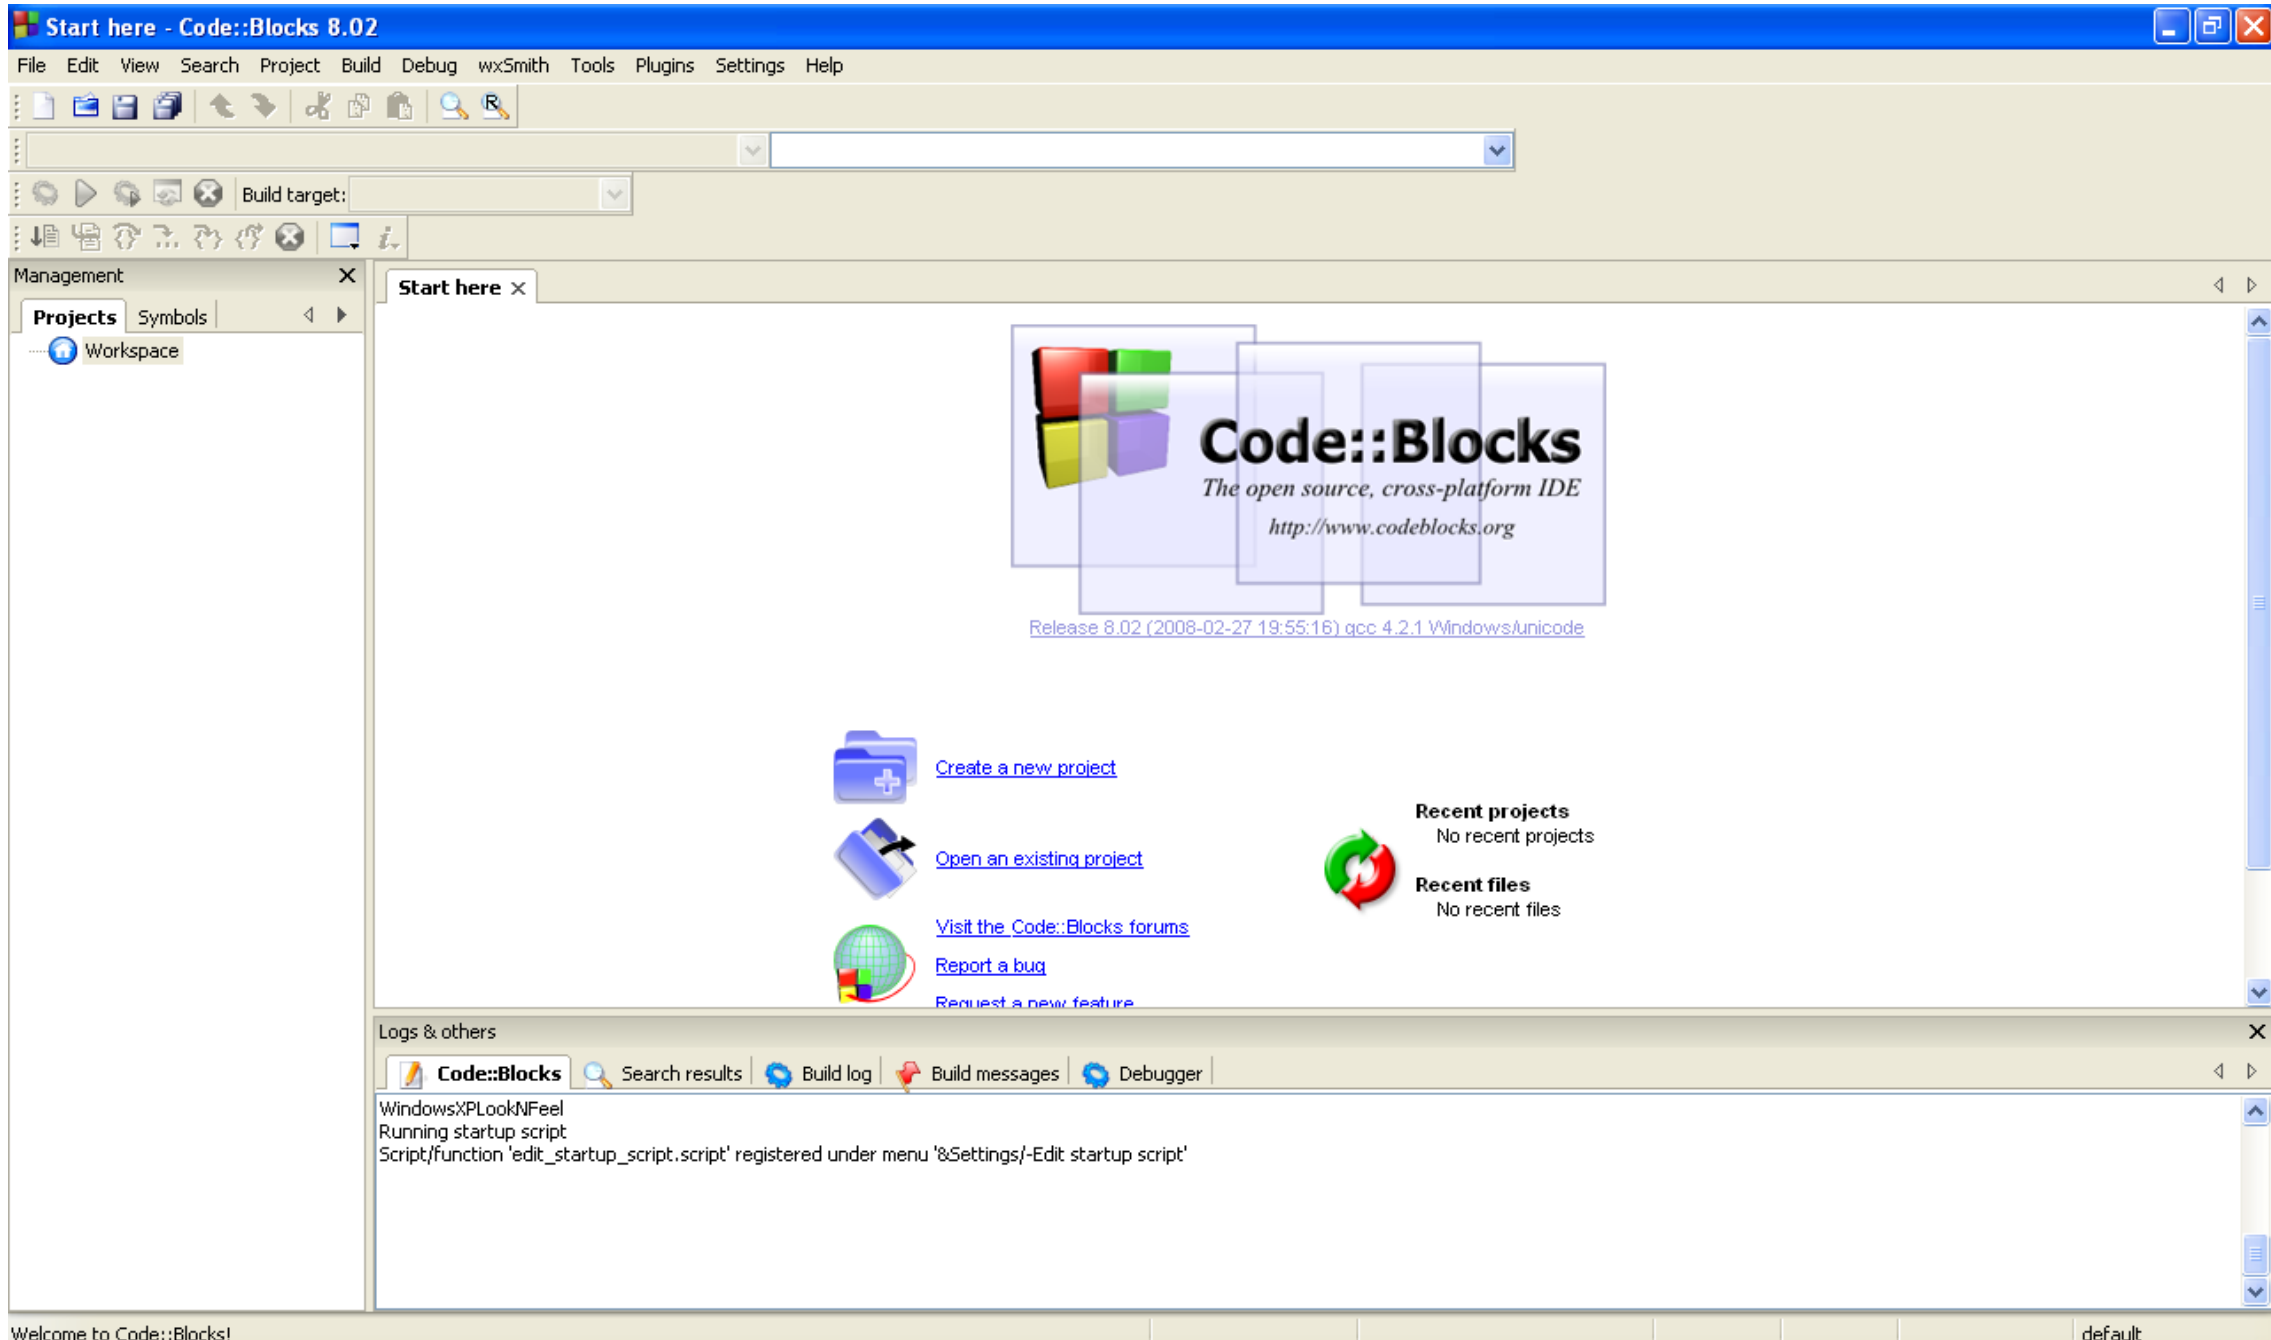 Start here - Code::Blocks 8.02
File Edit View Search Project Build Debug wxSmith Tools Plugins Settings Help
Build target:
Management
Projects Symbols
Workspace
Start here
Code::Blocks
The open source, cross-platform IDE
http://www.codeblocks.org
Release 8.02 (2008-02-27 19:55:16) gcc 4.2.1 Windows/unicode
Create a new project
Open an existing project
Visit the Code::Blocks forums
Report a bug
Request a new feature
Recent projects
No recent projects
Recent files
No recent files
Logs & others
Code::Blocks Search results Build log Build messages Debugger
WindowsXPLookNFeel
Running startup script
Script/function 'edit_startup_script.script' registered under menu '&Settings/-Edit startup script'
Welcome to Code::Blocks! default